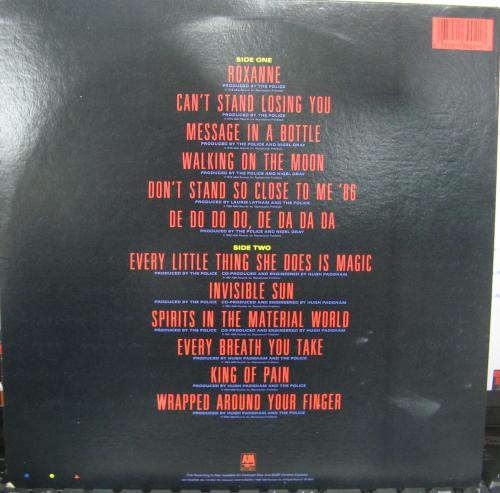 SIDE ONE
ROXANNE
PRODUCED BY THE POLICE
CAN'T STAND LOSING YOU
PRODUCED BY THE POLICE
MESSAGE IN A BOTTLE
PRODUCED BY THE POLICE AND NIGEL GRAY
WALKING ON THE MOON
PRODUCED BY THE POLICE AND NIGEL GRAY
DON'T STAND SO CLOSE TO ME '86
PRODUCED BY LAURIE LATHAM AND THE POLICE
DE DO DO DO, DE DA DA DA
PRODUCED BY THE POLICE AND NIGEL GRAY
SIDE TWO
EVERY LITTLE THING SHE DOES IS MAGIC
PRODUCED BY THE POLICE CO-PRODUCED AND ENGINEERED BY HUGH PADGHAM
INVISIBLE SUN
PRODUCED BY THE POLICE CO-PRODUCED AND ENGINEERED BY HUGH PADGHAM
SPIRITS IN THE MATERIAL WORLD
PRODUCED BY THE POLICE CO-PRODUCED AND ENGINEERED BY HUGH PADGHAM
EVERY BREATH YOU TAKE
PRODUCED BY HUGH PADGHAM AND THE POLICE
KING OF PAIN
PRODUCED BY HUGH PADGHAM AND THE POLICE
WRAPPED AROUND YOUR FINGER
PRODUCED BY HUGH PADGHAM AND THE POLICE
A&M